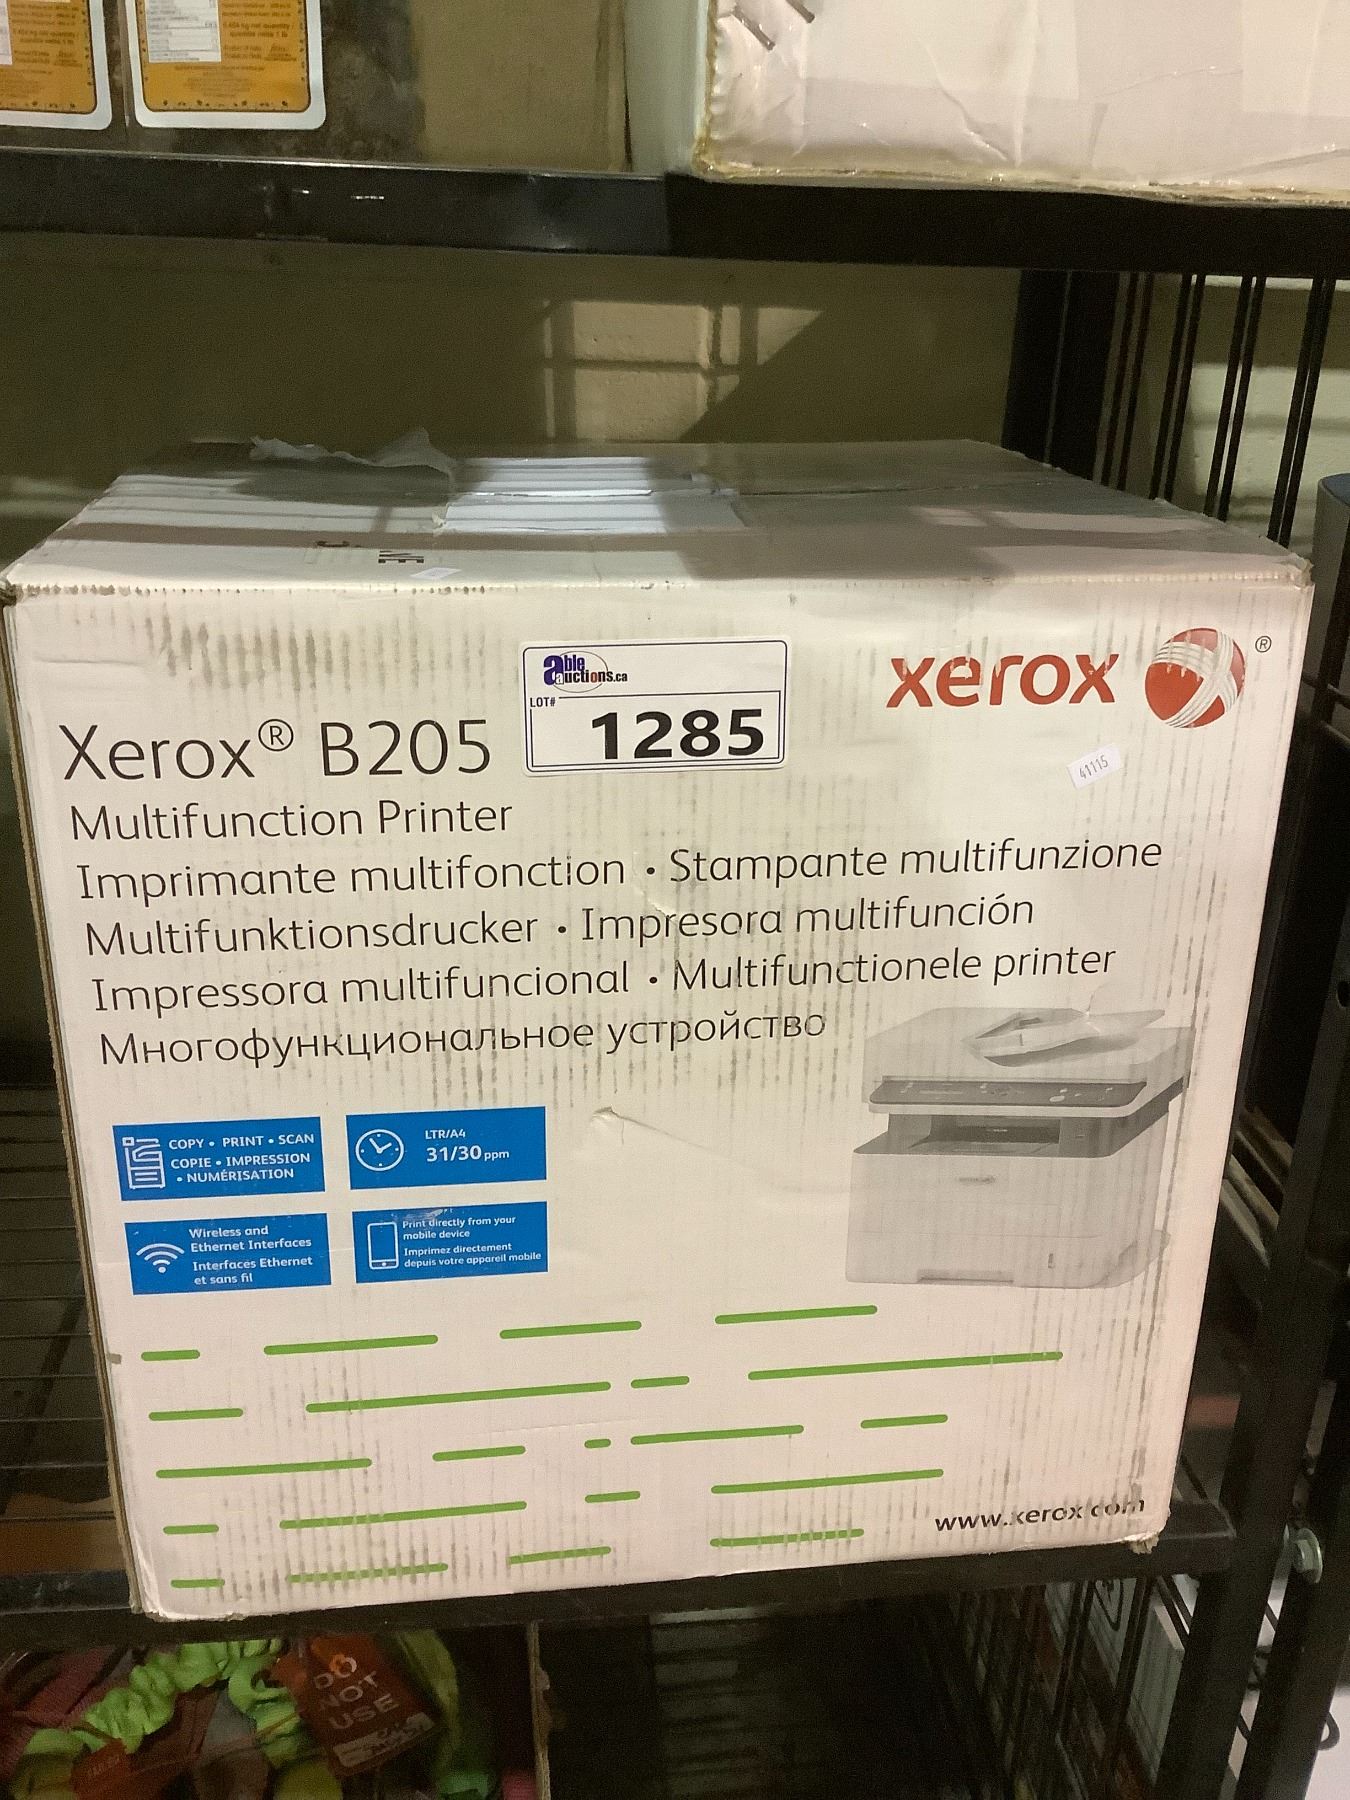 able
auctions.ca
LOT#
1285
xerox ®
Xerox® B205
41115
Multifunction Printer
Imprimante multifonction • Stampante multifunzione
Multifunktionsdrucker • Impresora multifunción
Impressora multifuncional • Multifunctionele printer
Многофункциональное устройство
COPY • PRINT • SCAN
COPIE • IMPRESSION
• NUMÉRISATION
LTR/A4
31/30 ppm
Wireless and
Ethernet Interfaces
Interfaces Ethernet
et sans fil
Print directly from your
mobile device
Imprimez directement
depuis votre appareil mobile
www.xerox.com
DO
NOT
USE